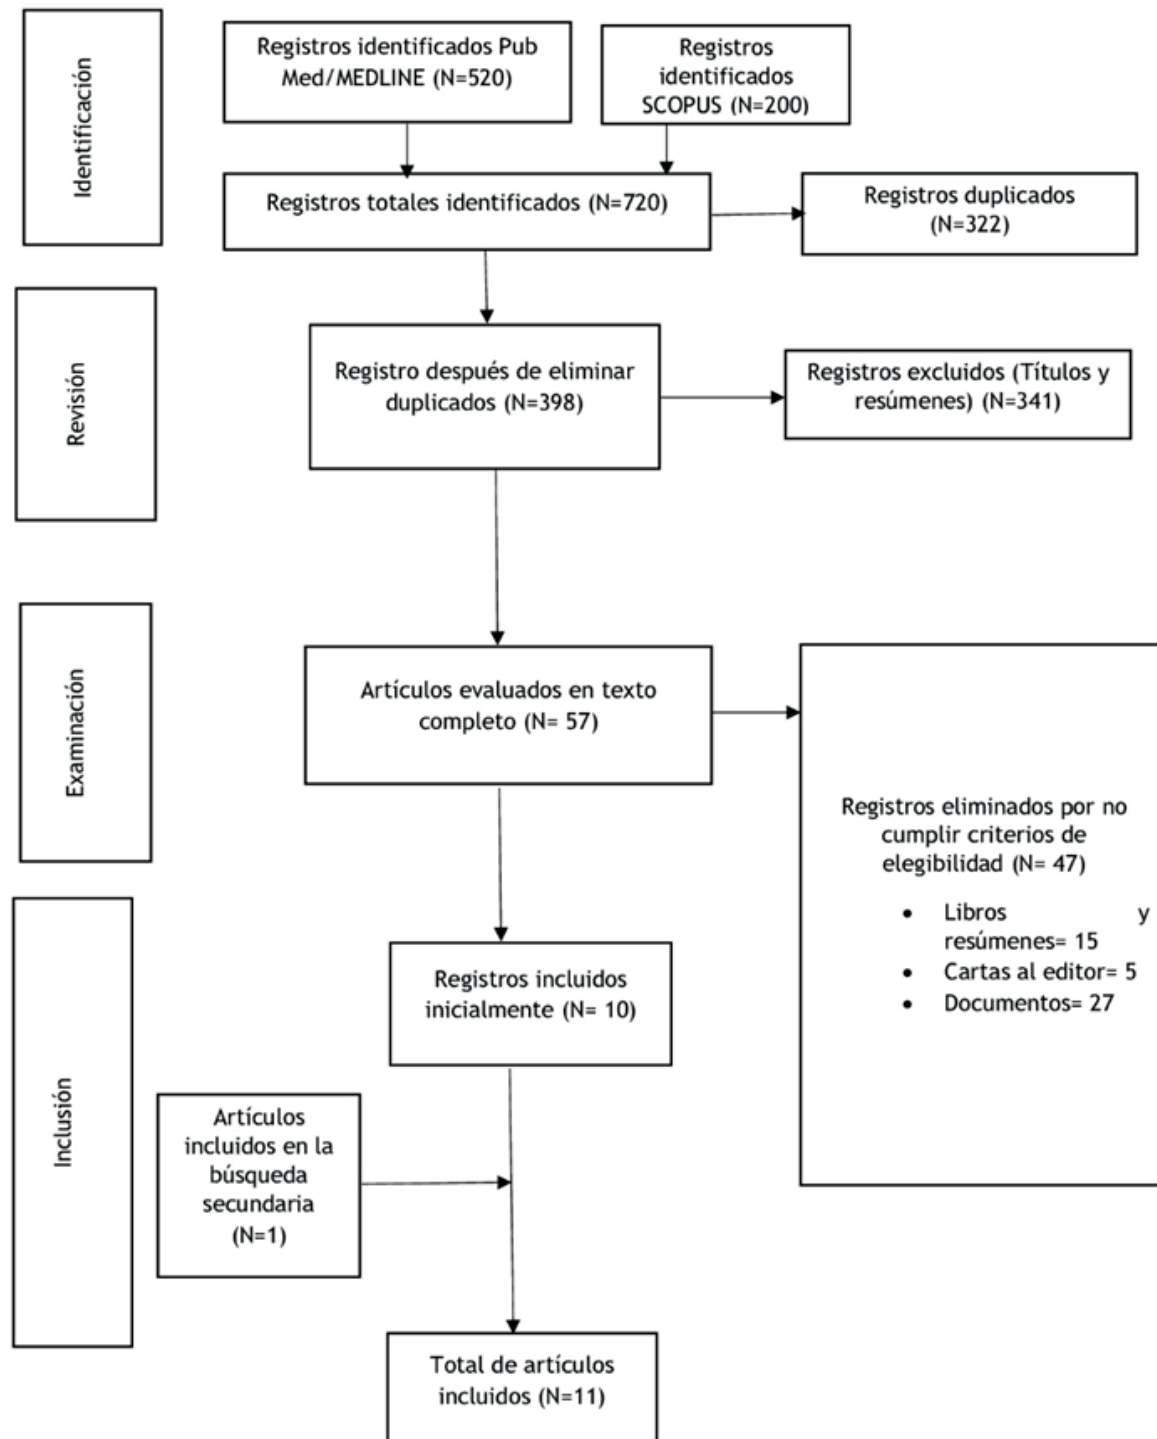 Identificación
Registros identificados Pub
Med/MEDLINE (N=520)
Registros
identificados
SCOPUS (N=200)
Registros totales identificados (N=720)
Registros duplicados
(N=322)
Revisión
Registro después de eliminar
duplicados (N=398)
Registros excluidos (Títulos y
resúmenes) (N=341)
Examinación
Artículos evaluados en texto
completo (N= 57)
Registros eliminados por no
cumplir criterios de
elegibilidad (N= 47)
• Libros y
resúmenes= 15
• Cartas al editor= 5
• Documentos= 27
Inclusión
Registros incluidos
inicialmente (N= 10)
Artículos
incluidos en la
búsqueda
secundaria
(N=1)
Total de artículos
incluidos (N=11)